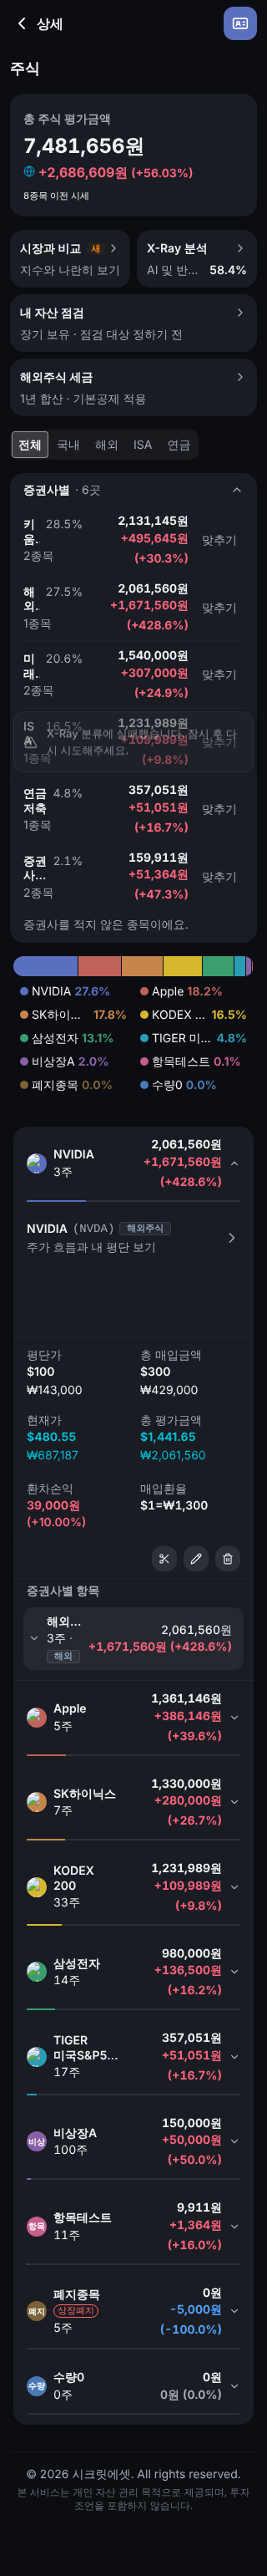 상세
주식
총 주식 평가금액
7,481,656원
+2,686,609원 (+56.03%)
8종목 이전 시세
시장과 비교 새
지수와 나란히 보기
X-Ray 분석
AI 및 반... 58.4%
내 자산 점검
장기 보유 · 점검 대상 정하기 전
해외주식 세금
1년 합산 · 기본공제 적용
전체 국내 해외 ISA 연금
증권사별 · 6곳
키움.. 28.5%
2종목
2,131,145원
+495,645원
(+30.3%)
맞추기
해외.. 27.5%
1종목
2,061,560원
+1,671,560원
(+428.6%)
맞추기
미래.. 20.6%
2종목
1,540,000원
+307,000원
(+24.9%)
맞추기
ISA 16.5%
1종목
1,231,989원
+109,989원
(+9.8%)
맞추기
X-Ray 분류에 실패했습니다. 잠시 후 다시 시도해주세요.
연금저축 4.8%
1종목
357,051원
+51,051원
(+16.7%)
맞추기
증권사... 2.1%
2종목
159,911원
+51,364원
(+47.3%)
맞추기
증권사를 적지 않은 종목이에요.
NVIDIA 27.6% Apple 18.2%
SK하이... 17.8% KODEX ... 16.5%
삼성전자 13.1% TIGER 미... 4.8%
비상장A 2.0% 항목테스트 0.1%
폐지종목 0.0% 수량0 0.0%
NVIDIA
3주
2,061,560원
+1,671,560원
(+428.6%)
NVIDIA (NVDA) 해외주식
주가 흐름과 내 평단 보기
평단가 총 매입금액
$100 $300
₩143,000 ₩429,000
현재가 총 평가금액
$480.55 $1,441.65
₩687,187 ₩2,061,560
환차손익 매입환율
39,000원 $1=₩1,300
(+10.00%)
증권사별 항목
해외...
3주 ·
해외
2,061,560원
+1,671,560원 (+428.6%)
Apple
5주
1,361,146원
+386,146원
(+39.6%)
SK하이닉스
7주
1,330,000원
+280,000원
(+26.7%)
KODEX
200
33주
1,231,989원
+109,989원
(+9.8%)
삼성전자
14주
980,000원
+136,500원
(+16.2%)
TIGER
미국S&P5...
17주
357,051원
+51,051원
(+16.7%)
비상
비상장A
100주
150,000원
+50,000원
(+50.0%)
항목
항목테스트
11주
9,911원
+1,364원
(+16.0%)
폐지
폐지종목
상장폐지
5주
0원
-5,000원
(-100.0%)
수량
수량0
0주
0원
0원 (0.0%)
© 2026 시크릿에셋. All rights reserved.
본 서비스는 개인 자산 관리 목적으로 제공되며, 투자
조언을 포함하지 않습니다.